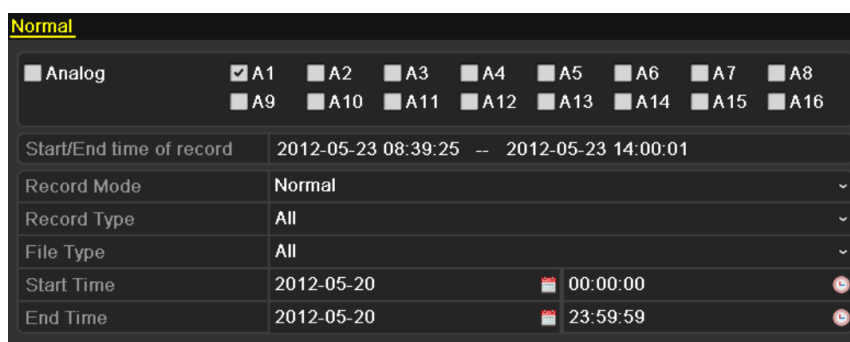 Normal
Analog A1 A2 A3 A4 A5 A6 A7 A8
A9 A10 A11 A12 A13 A14 A15 A16
Start/End time of record 2012-05-23 08:39:25 -- 2012-05-23 14:00:01
Record Mode Normal
Record Type All
File Type All
Start Time 2012-05-20 00:00:00
End Time 2012-05-20 23:59:59